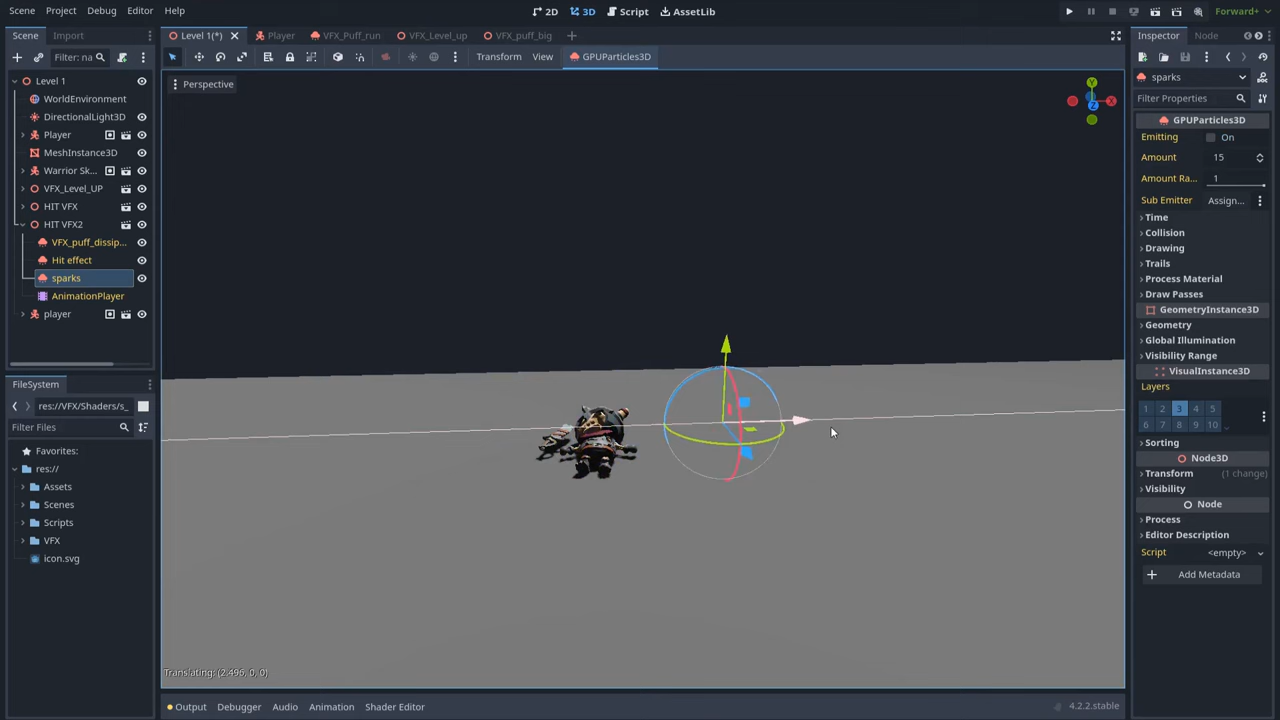 Scene Project Debug Editor Help
2D 3D Script AssetLib
Forward+
Scene Import
Level 1(*) Player VFX_Puff_run VFX_Level_up VFX_puff_big
Inspector Node
Filter: na
Transform View GPUParticles3D
sparks
Perspective
Y X Z
Filter Properties
Level 1
WorldEnvironment
DirectionalLight3D
Player
MeshInstance3D
Warrior Sk...
VFX_Level_UP
HIT VFX
HIT VFX2
VFX_puff_dissip...
Hit effect
sparks
AnimationPlayer
player
GPUParticles3D
Emitting On
Amount 15
Amount Ra... 1
Sub Emitter Assign...
Time
Collision
Drawing
Trails
Process Material
Draw Passes
GeometryInstance3D
Geometry
Global Illumination
Visibility Range
VisualInstance3D
Layers
1 2 3 4 5
6 7 8 9 10
Sorting
Node3D
Transform (1 change)
Visibility
Node
Process
Editor Description
Script <empty>
Add Metadata
FileSystem
res://VFX/Shaders/s_
Filter Files
Favorites:
res://
Assets
Scenes
Scripts
VFX
icon.svg
Translating: (2.496, 0, 0)
Output Debugger Audio Animation Shader Editor
4.2.2.stable